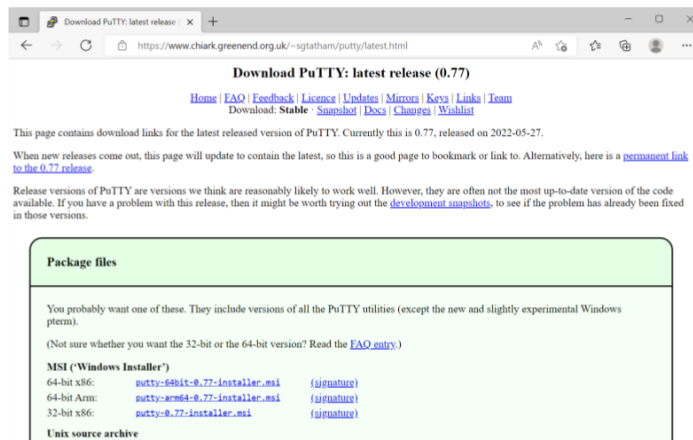 Download PuTTY: latest release
https://www.chiark.greenend.org.uk/~sgtatham/putty/latest.html
Download PuTTY: latest release (0.77)
Home | FAQ | Feedback | Licence | Updates | Mirrors | Keys | Links | Team
Download: Stable · Snapshot | Docs | Changes | Wishlist
This page contains download links for the latest released version of PuTTY. Currently this is 0.77, released on 2022-05-27.
When new releases come out, this page will update to contain the latest, so this is a good page to bookmark or link to. Alternatively, here is a permanent link
to the 0.77 release.
Release versions of PuTTY are versions we think are reasonably likely to work well. However, they are often not the most up-to-date version of the code
available. If you have a problem with this release, then it might be worth trying out the development snapshots, to see if the problem has already been fixed
in those versions.
Package files
You probably want one of these. They include versions of all the PuTTY utilities (except the new and slightly experimental Windows
pterm).
(Not sure whether you want the 32-bit or the 64-bit version? Read the FAQ entry.)
MSI (‘Windows Installer’)
64-bit x86: putty-64bit-0.77-installer.msi (signature)
64-bit Arm: putty-arm64-0.77-installer.msi (signature)
32-bit x86: putty-0.77-installer.msi (signature)
Unix source archive